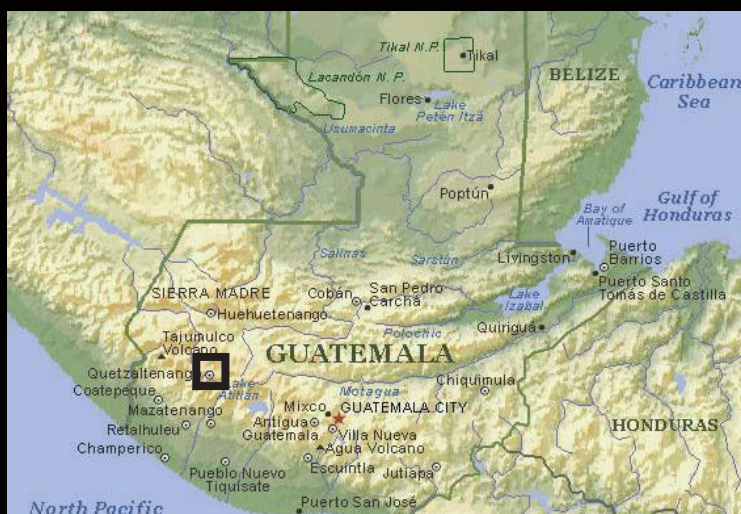 Tikal N.P.
Tikal
Lacandón N.P.
BELIZE
Caribbean
Sea
Flores
Lake
Petén Itzá
Usumacinta
Poptún
Gulf of
Honduras
Bay of
Amatique
Salinas
Sarstún
Livingston
Puerto
Barrios
Puerto Santo
Tomás de Castilla
SIERRA MADRE
Cobán
San Pedro
Carchá
Lake
Izabal
Huehuetenango
Polochic
Quiriguá
Tajumulco
Volcano
GUATEMALA
Quetzaltenango
Lake
Atitlán
Motagua
Chiquimula
Coatepeque
Mazatenango
Mixco
GUATEMALA CITY
Antigua
Guatemala
Villa Nueva
HONDURAS
Retalhuleu
Agua Volcano
Champerico
Escuintla
Jutiapa
Pueblo Nuevo
Tiquisate
Puerto San José
North Pacific